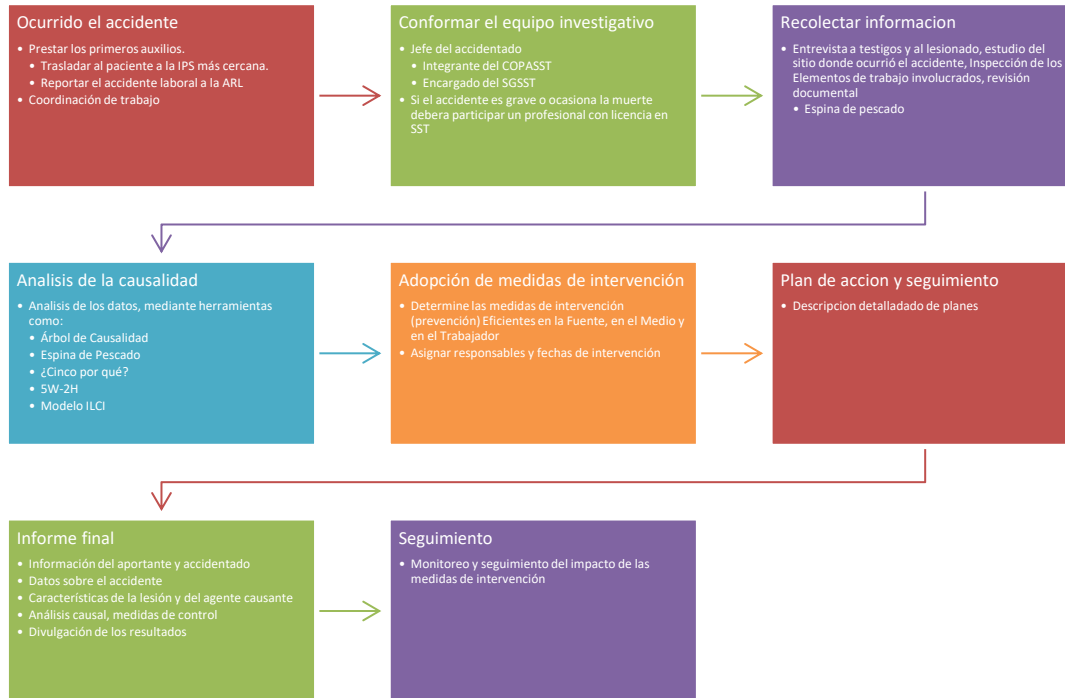 Ocurrido el accidente
• Prestar los primeros auxilios.
• Trasladar al paciente a la IPS más cercana.
• Reportar el accidente laboral a la ARL
• Coordinación de trabajo
Conformar el equipo investigativo
• Jefe del accidentado
• Integrante del COPASST
• Encargado del SGSST
• Si el accidente es grave o ocasiona la muerte
debera participar un profesional con licencia en
SST
Recolectar informacion
• Entrevista a testigos y al lesionado, estudio del
sitio donde ocurrió el accidente, Inspección de los
Elementos de trabajo involucrados, revisión
documental
• Espina de pescado
Analisis de la causalidad
• Analisis de los datos, mediante herramientas
como:
• Árbol de Causalidad
• Espina de Pescado
• ¿Cinco por qué?
• 5W-2H
• Modelo ILCI
Adopción de medidas de intervención
• Determine las medidas de intervención
(prevención) Eficientes en la Fuente, en el Medio y
en el Trabajador
• Asignar responsables y fechas de intervención
Plan de accion y seguimiento
• Descripcion detalladado de planes
Informe final
• Información del aportante y accidentado
• Datos sobre el accidente
• Características de la lesión y del agente causante
• Análisis causal, medidas de control
• Divulgación de los resultados
Seguimiento
• Monitoreo y seguimiento del impacto de las
medidas de intervención